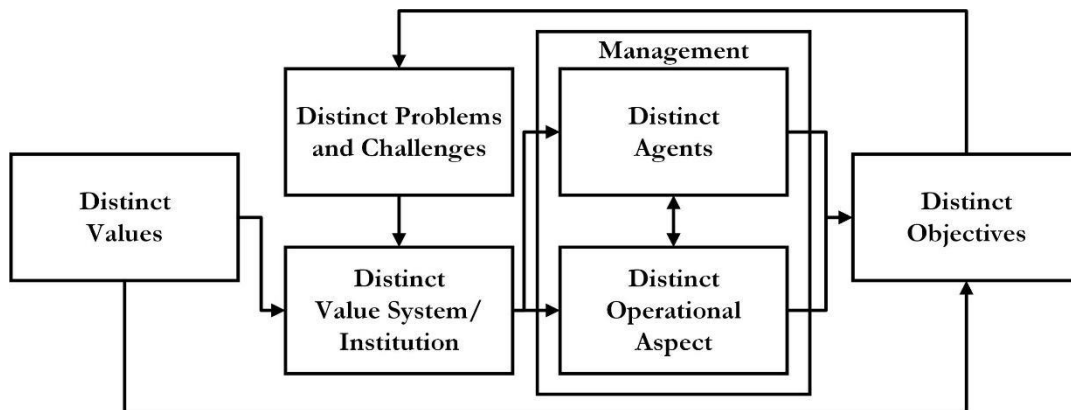 Management
Distinct Problems
and Challenges
Distinct
Agents
Distinct
Values
Distinct
Objectives
Distinct
Value System/
Institution
Distinct
Operational
Aspect